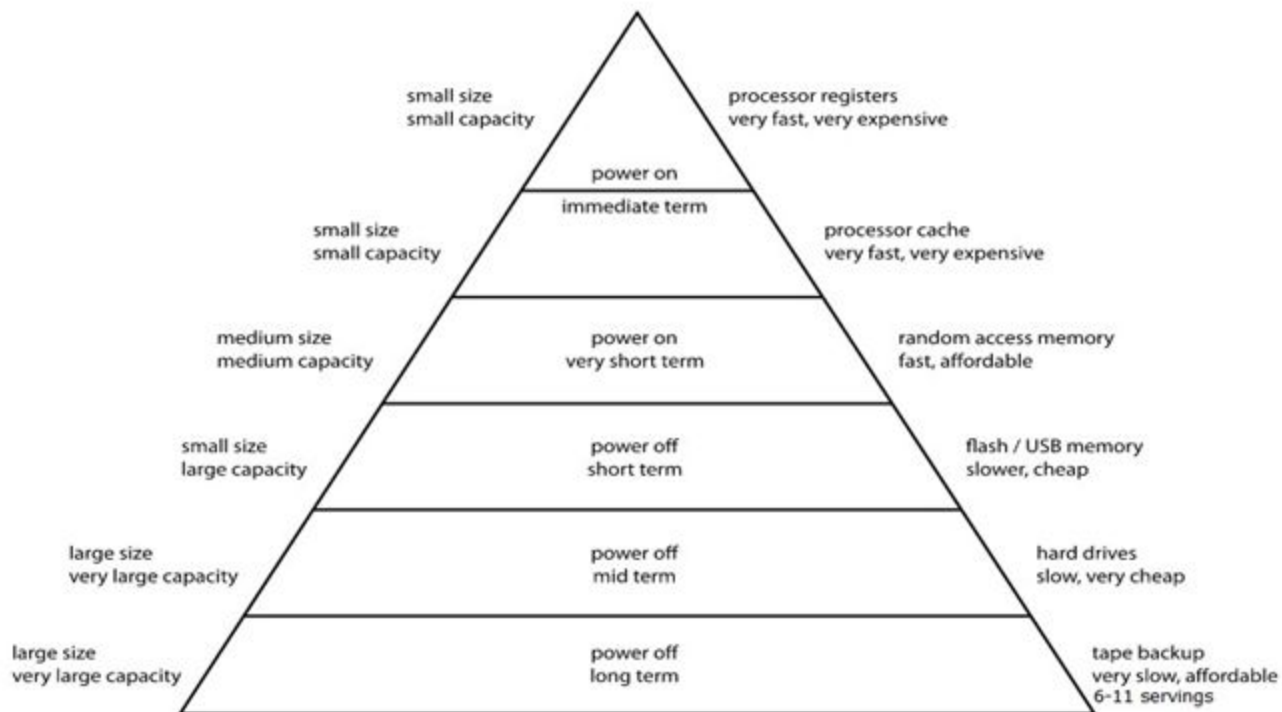 small size
small capacity
processor registers
very fast, very expensive
power on
immediate term
small size
small capacity
processor cache
very fast, very expensive
medium size
medium capacity
power on
very short term
random access memory
fast, affordable
small size
large capacity
power off
short term
flash / USB memory
slower, cheap
large size
very large capacity
power off
mid term
hard drives
slow, very cheap
large size
very large capacity
power off
long term
tape backup
very slow, affordable
6-11 servings